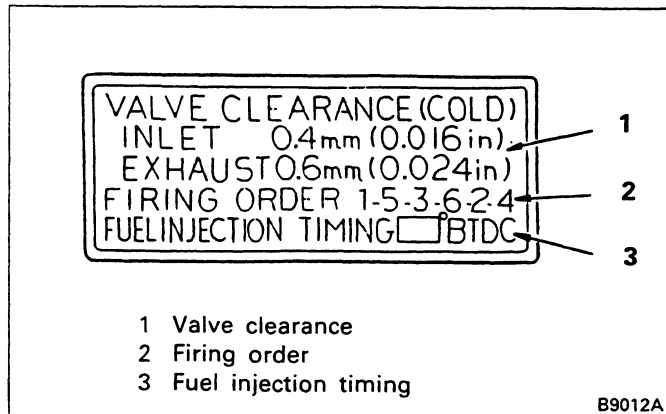 VALVE CLEARANCE (COLD)
INLET 0.4mm (0.016in).
EXHAUST 0.6mm (0.024in)
FIRING ORDER 1-5-3-6-2-4
FUEL INJECTION TIMING °BTDC
1
2
3
1 Valve clearance
2 Firing order
3 Fuel injection timing
B9012A